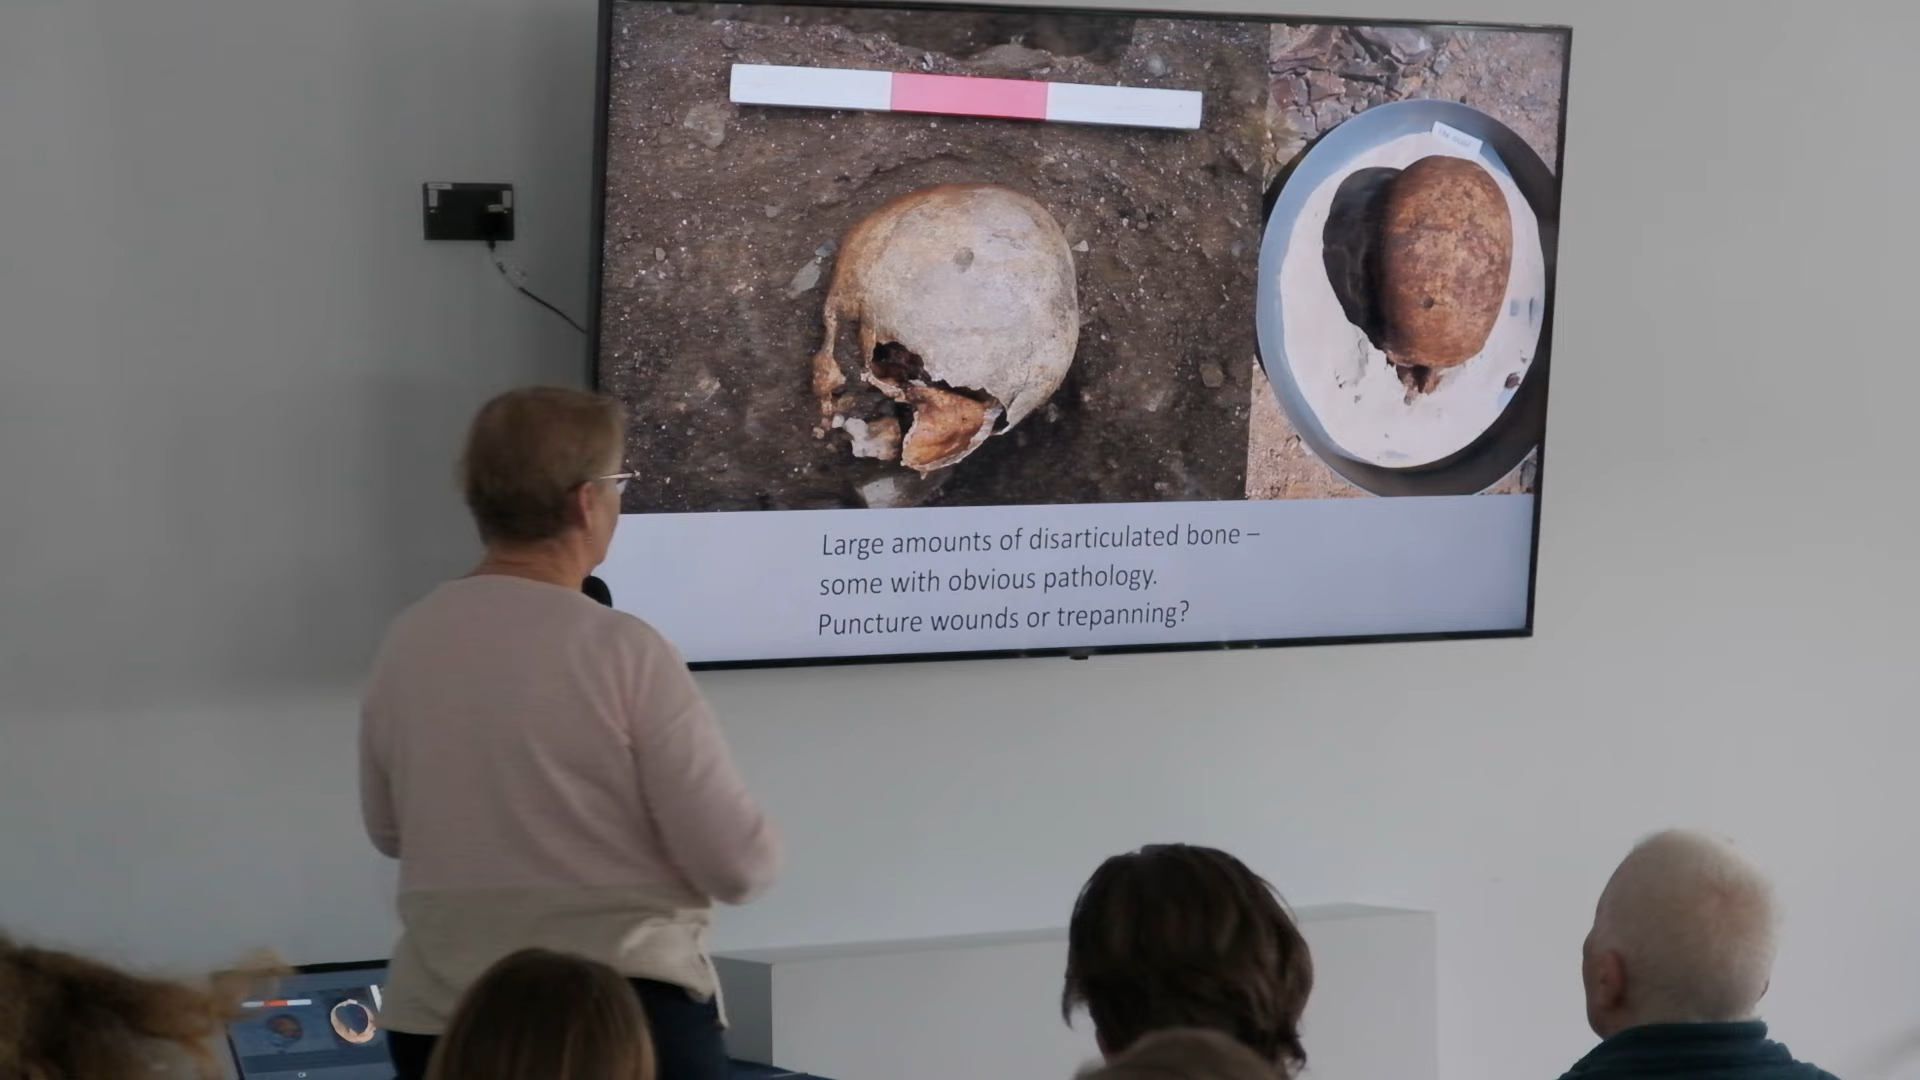 Large amounts of disarticulated bone –
some with obvious pathology.
Puncture wounds or trepanning?